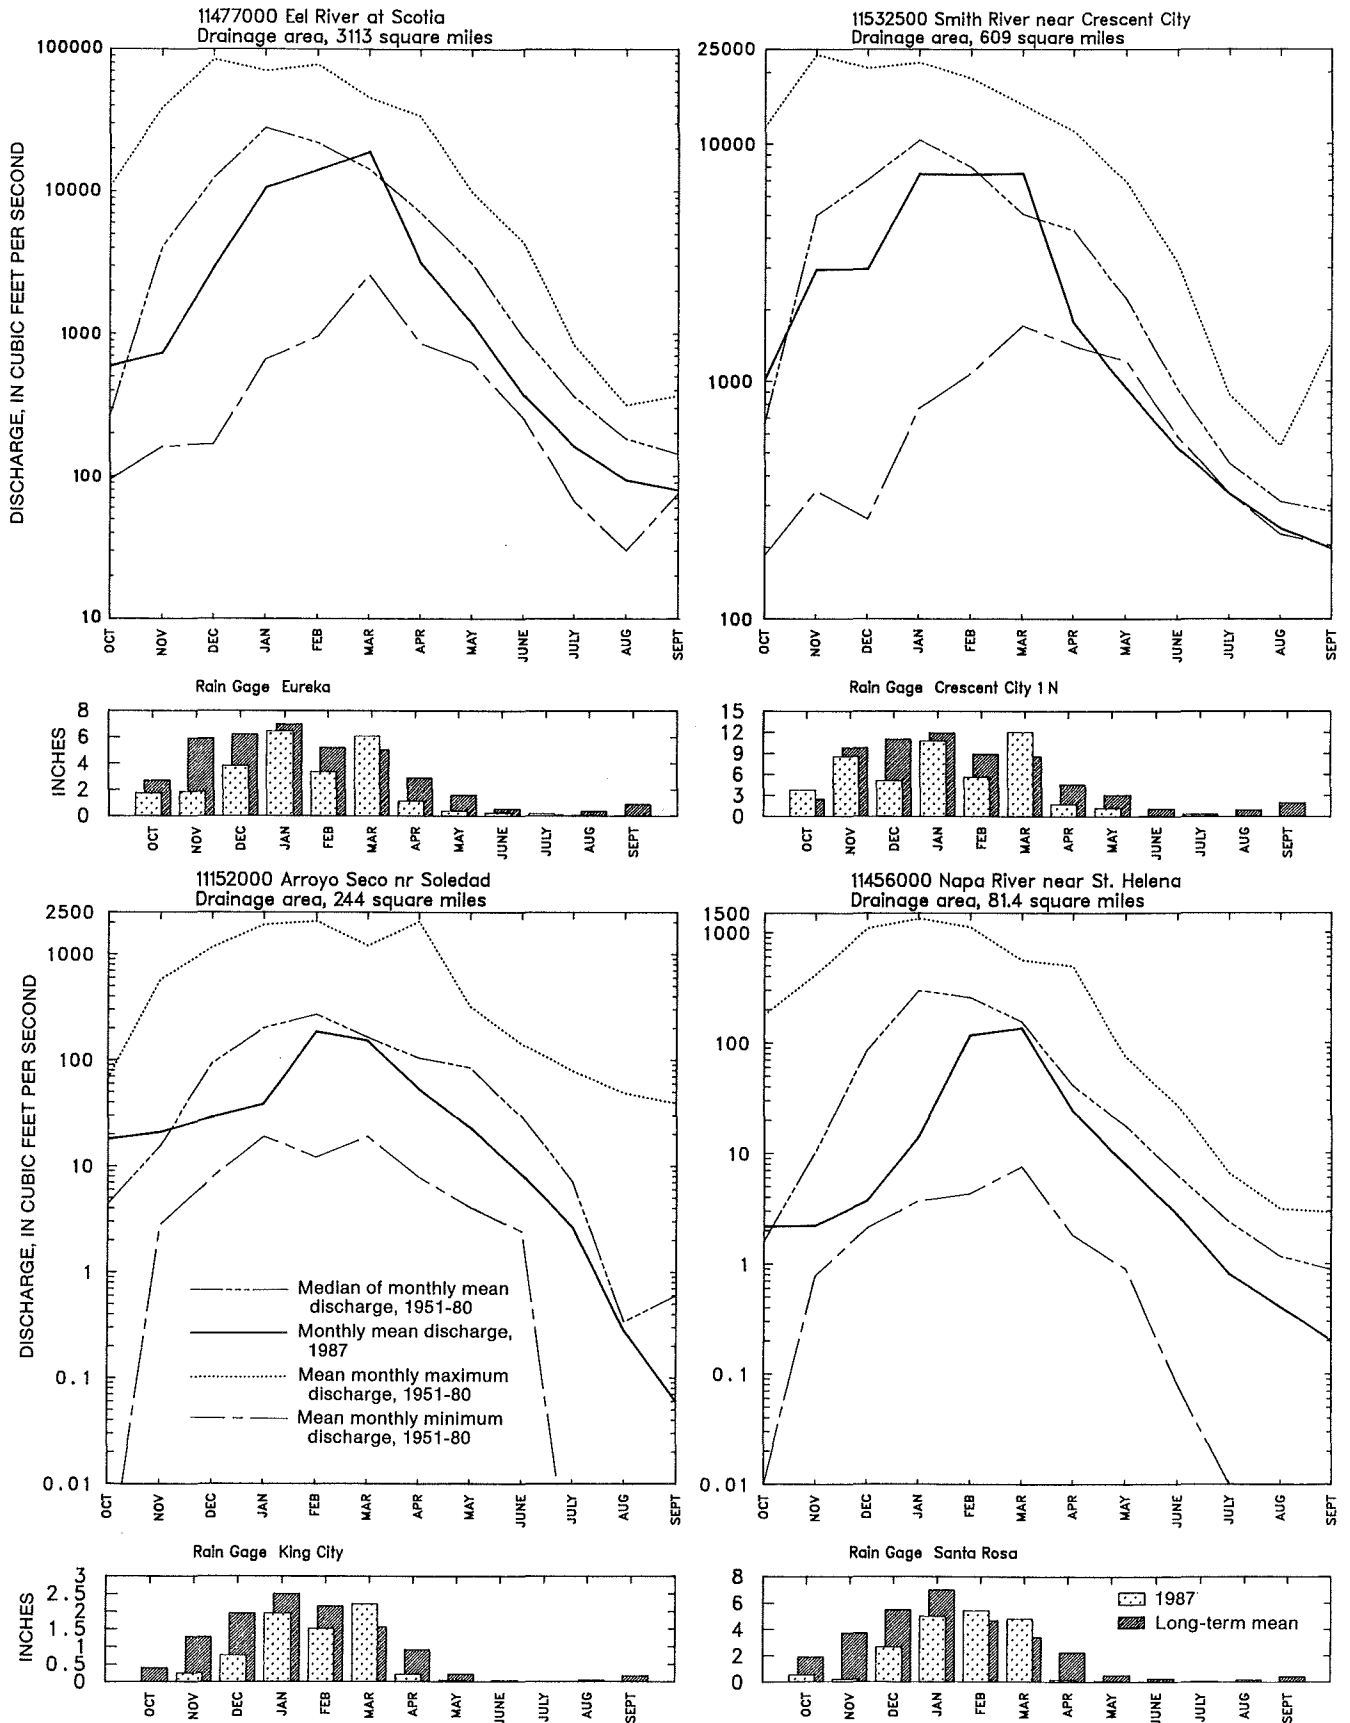 11477000 Eel River at Scotia
Drainage area, 3113 square miles
DISCHARGE, IN CUBIC FEET PER SECOND
100000
10000
1000
100
10
OCT NOV DEC JAN FEB MAR APR MAY JUNE JULY AUG SEPT
11532500 Smith River near Crescent City
Drainage area, 609 square miles
25000
10000
1000
100
OCT NOV DEC JAN FEB MAR APR MAY JUNE JULY AUG SEPT
Rain Gage Eureka
INCHES
8
6
4
2
0
OCT NOV DEC JAN FEB MAR APR MAY JUNE JULY AUG SEPT
Rain Gage Crescent City 1 N
15
12
9
6
3
0
OCT NOV DEC JAN FEB MAR APR MAY JUNE JULY AUG SEPT
11152000 Arroyo Seco nr Soledad
Drainage area, 244 square miles
DISCHARGE, IN CUBIC FEET PER SECOND
2500
1000
100
10
1
0.1
0.01
Median of monthly mean
discharge, 1951-80
Monthly mean discharge,
1987
Mean monthly maximum
discharge, 1951-80
Mean monthly minimum
discharge, 1951-80
OCT NOV DEC JAN FEB MAR APR MAY JUNE JULY AUG SEPT
11456000 Napa River near St. Helena
Drainage area, 81.4 square miles
1500
1000
100
10
1
0.1
0.01
OCT NOV DEC JAN FEB MAR APR MAY JUNE JULY AUG SEPT
Rain Gage King City
INCHES
3
2.5
2
1.5
1
0.5
0
OCT NOV DEC JAN FEB MAR APR MAY JUNE JULY AUG SEPT
Rain Gage Santa Rosa
8
6
4
2
0
1987
Long-term mean
OCT NOV DEC JAN FEB MAR APR MAY JUNE JULY AUG SEPT